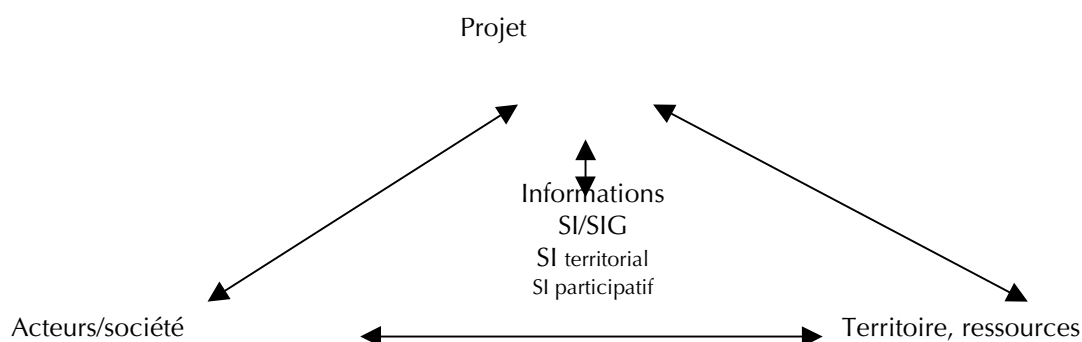 Projet
Informations
SI/SIG
SI territorial
SI participatif
Acteurs/société
Territoire, ressources